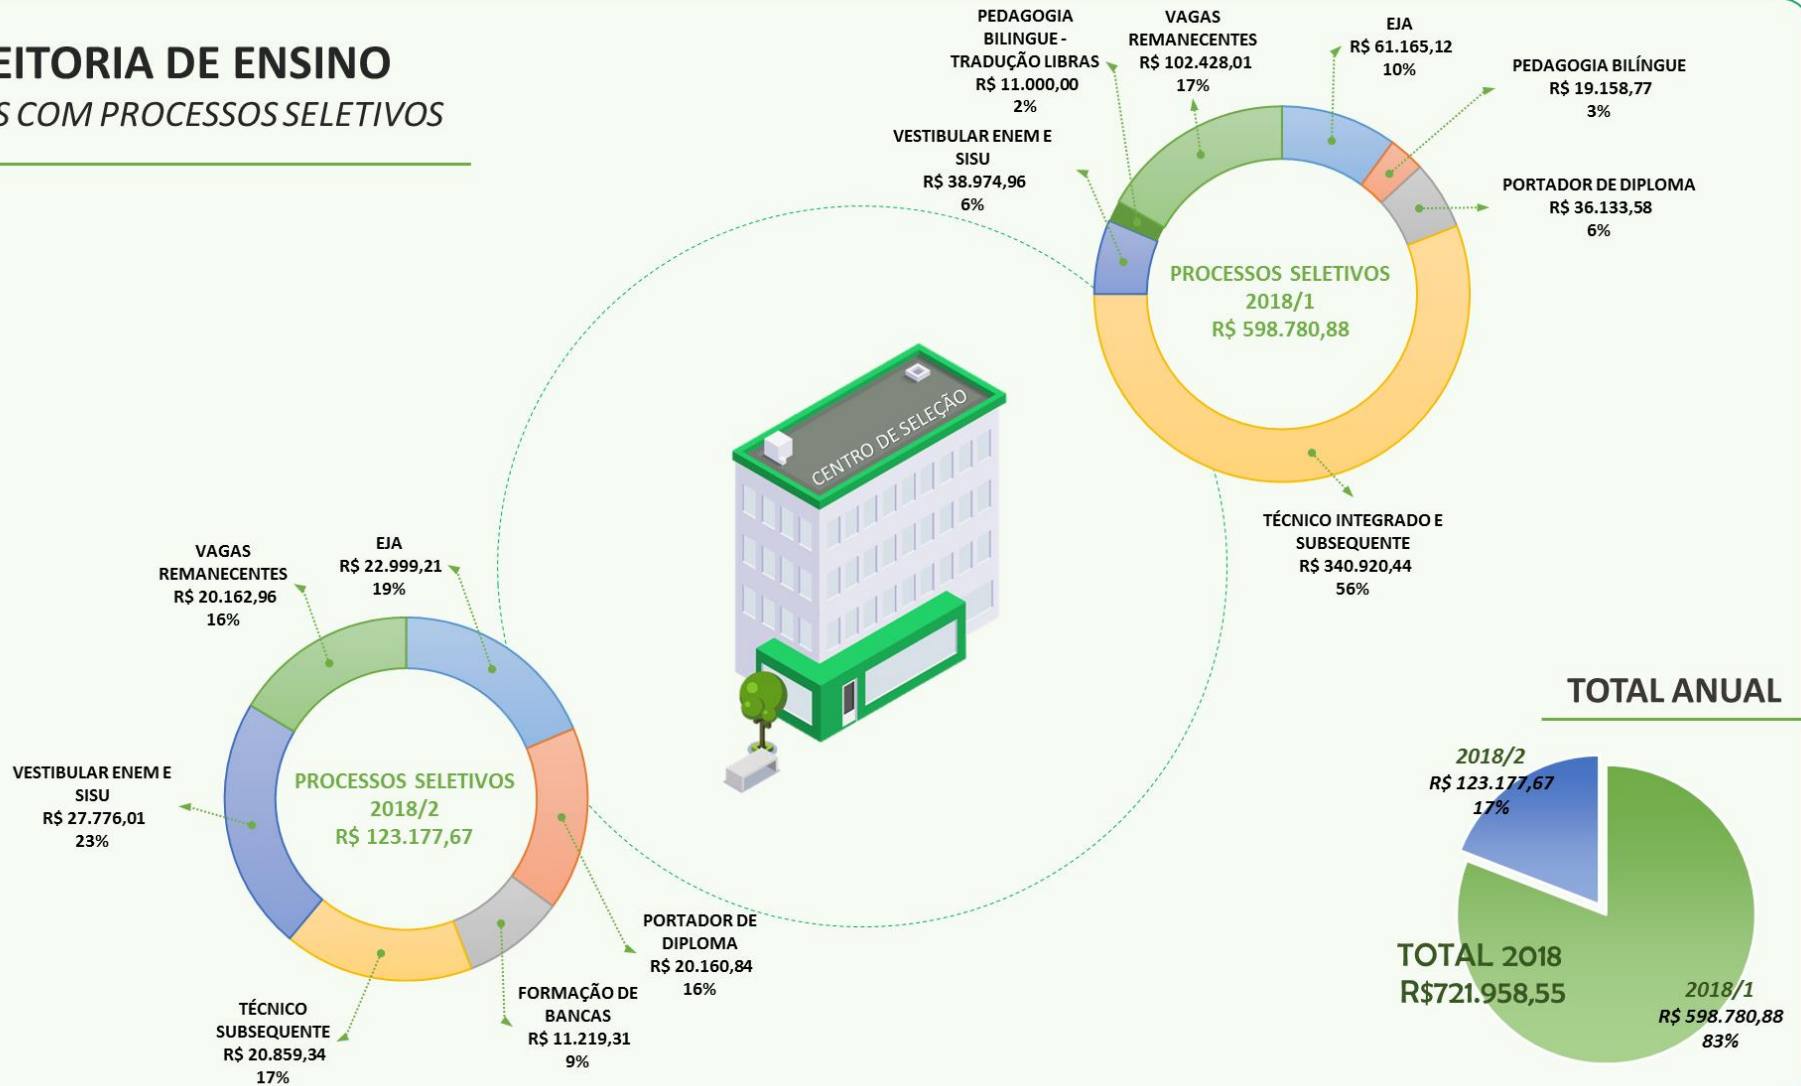 EITORIA DE ENSINO
S COM PROCESSOS SELETIVOS
PEDAGOGIA
BILINGUE -
TRADUÇÃO LIBRAS
R$ 11.000,00
2%
VAGAS
REMANECENTES
R$ 102.428,01
17%
EJA
R$ 61.165,12
10%
PEDAGOGIA BILÍNGUE
R$ 19.158,77
3%
VESTIBULAR ENEM E
SISU
R$ 38.974,96
6%
PORTADOR DE DIPLOMA
R$ 36.133,58
6%
PROCESSOS SELETIVOS
2018/1
R$ 598.780,88
TÉCNICO INTEGRADO E
SUBSEQUENTE
R$ 340.920,44
56%
CENTRO DE SELEÇÃO
VAGAS
REMANECENTES
R$ 20.162,96
16%
EJA
R$ 22.999,21
19%
VESTIBULAR ENEM E
SISU
R$ 27.776,01
23%
PROCESSOS SELETIVOS
2018/2
R$ 123.177,67
PORTADOR DE
DIPLOMA
R$ 20.160,84
16%
FORMAÇÃO DE
BANCAS
R$ 11.219,31
9%
TÉCNICO
SUBSEQUENTE
R$ 20.859,34
17%
TOTAL ANUAL
2018/2
R$ 123.177,67
17%
TOTAL 2018
R$721.958,55
2018/1
R$ 598.780,88
83%